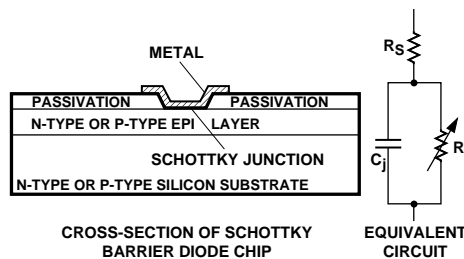 METAL
PASSIVATION PASSIVATION
N-TYPE OR P-TYPE EPI LAYER
SCHOTTKY JUNCTION
N-TYPE OR P-TYPE SILICON SUBSTRATE
CROSS-SECTION OF SCHOTTKY
BARRIER DIODE CHIP
RS
Cj
R
EQUIVALENT
CIRCUIT